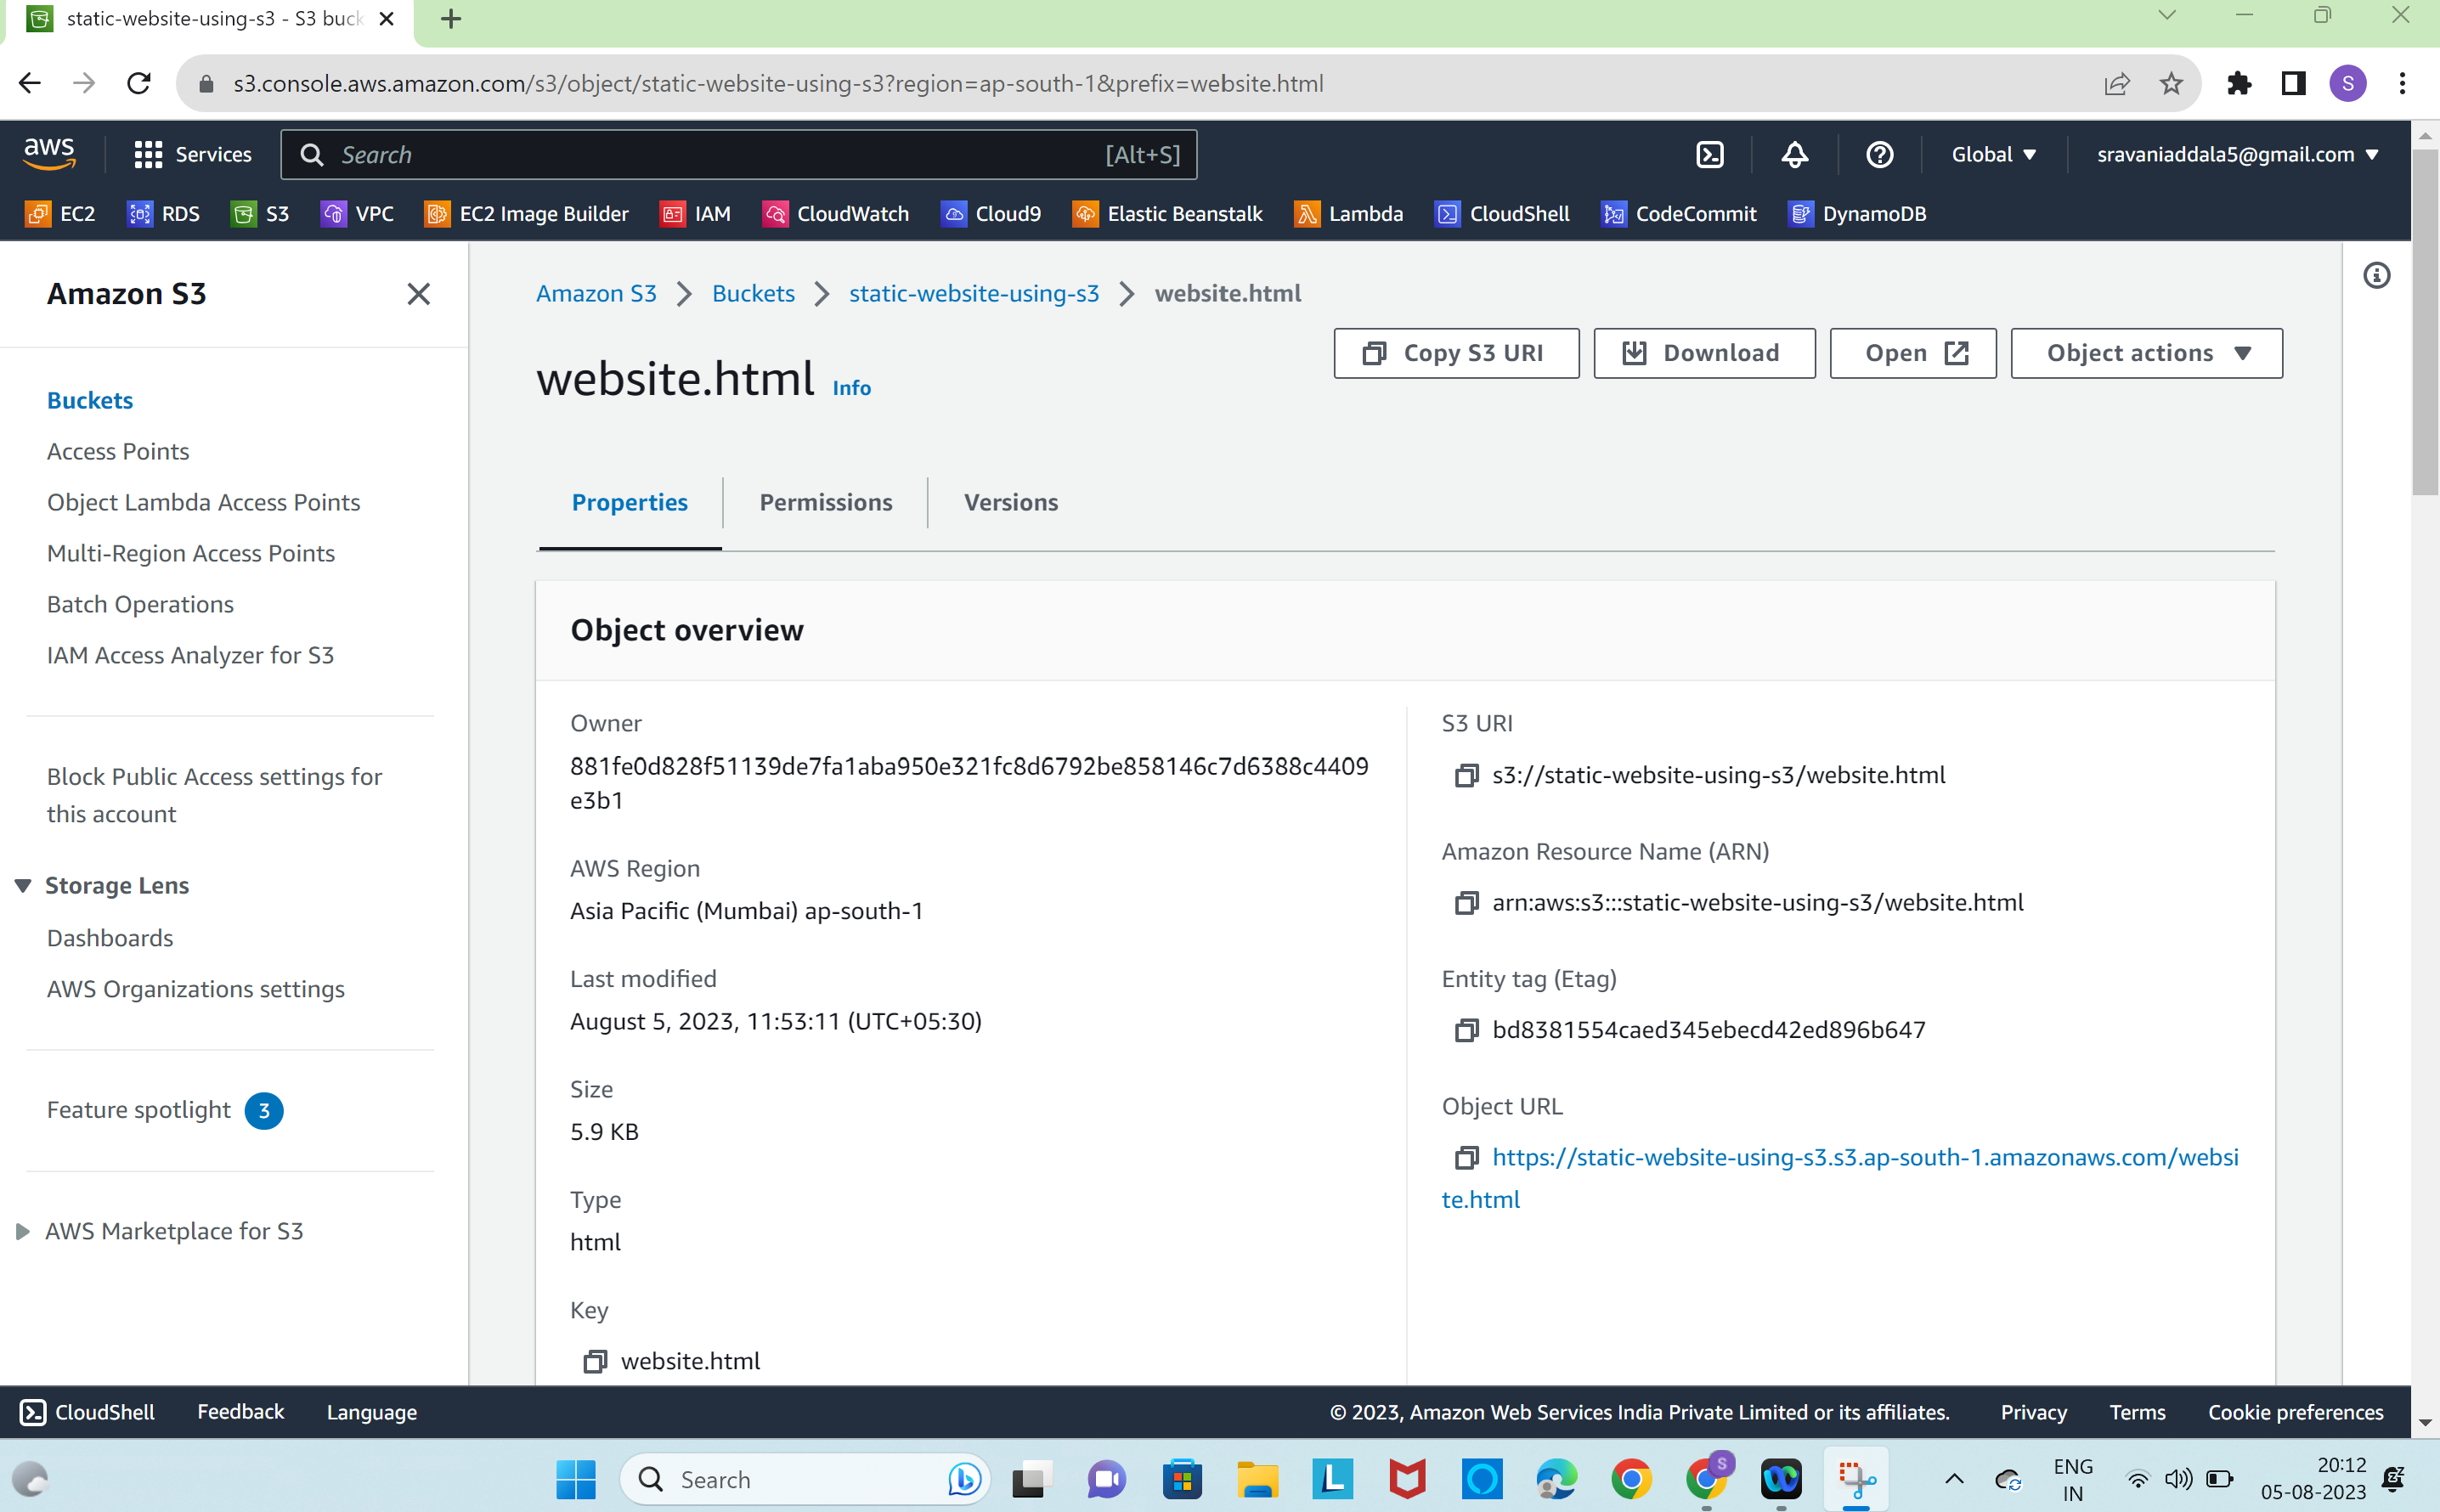 static-website-using-s3 - S3 buck
s3.console.aws.amazon.com/s3/object/static-website-using-s3?region=ap-south-1&prefix=website.html
S
aws
Services
Search
[Alt+S]
Global
sravaniaddala5@gmail.com
EC2
RDS
S3
VPC
EC2 Image Builder
IAM
CloudWatch
Cloud9
Elastic Beanstalk
Lambda
CloudShell
CodeCommit
DynamoDB
Amazon S3
Buckets
Access Points
Object Lambda Access Points
Multi-Region Access Points
Batch Operations
IAM Access Analyzer for S3
Block Public Access settings for
this account
Storage Lens
Dashboards
AWS Organizations settings
Feature spotlight 3
AWS Marketplace for S3
Amazon S3
Buckets
static-website-using-s3
website.html
website.html Info
Copy S3 URI
Download
Open
Object actions
Properties
Permissions
Versions
Object overview
Owner
881fe0d828f51139de7fa1aba950e321fc8d6792be858146c7d6388c4409
e3b1
AWS Region
Asia Pacific (Mumbai) ap-south-1
Last modified
August 5, 2023, 11:53:11 (UTC+05:30)
Size
5.9 KB
Type
html
Key
website.html
S3 URI
s3://static-website-using-s3/website.html
Amazon Resource Name (ARN)
arn:aws:s3:::static-website-using-s3/website.html
Entity tag (Etag)
bd8381554caed345ebecd42ed896b647
Object URL
https://static-website-using-s3.s3.ap-south-1.amazonaws.com/websi
te.html
CloudShell
Feedback
Language
© 2023, Amazon Web Services India Private Limited or its affiliates.
Privacy
Terms
Cookie preferences
Search
L
S
ENG
IN
20:12
05-08-2023